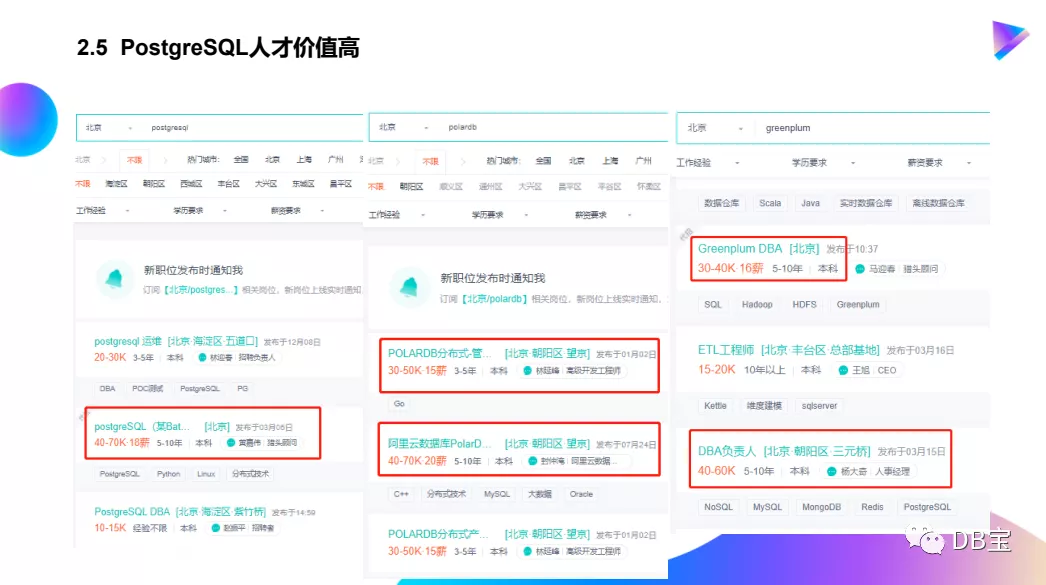 2.5 PostgreSQL人才价值高
北京 postgresql
北京 不限 热门城市: 全国 北京 上海 广州
不限 海淀区 朝阳区 西城区 丰台区 大兴区 东城区 昌平区
工作经验 学历要求 薪资要求
新职位发布时通知我
订阅【北京/postgres...】相关岗位，新岗位上线实时通知
postgresql 运维 [北京·海淀区·五道口] 发布于12月08日
20-30K 3-5年 本科 林迎春 招聘负责人
DBA POC测试 PostgreSQL PG
postgreSQL（某Bat... [北京] 发布于03月06日
40-70K·18薪 5-10年 本科 黄嘉伟 猎头顾问
PostgreSQL Python Linux 分布式技术
PostgreSQL DBA [北京·海淀区·紫竹桥] 发布于14:59
10-15K 经验不限 本科 赵振平 招聘者
北京 polardb
北京 不限 热门城市: 全国 北京 上海 广州
不限 朝阳区 顺义区 通州区 大兴区 昌平区 平谷区 怀柔区
工作经验 学历要求 薪资要求
新职位发布时通知我
订阅【北京/polardb】相关岗位，新岗位上线实时通知，
POLARDB分布式-管... [北京·朝阳区·望京] 发布于01月02日
30-50K·15薪 3-5年 本科 林延峰 高级开发工程师
Go
阿里云数据库PolarD... [北京·朝阳区·望京] 发布于07月24日
40-70K·20薪 5-10年 本科 封仲淹 阿里云数据...
C++ 分布式技术 MySQL 大数据 Oracle
POLARDB分布式产... [北京·朝阳区·望京] 发布于01月02日
30-50K·15薪 3-5年 本科 林延峰 高级开发工程师
北京 greenplum
工作经验 学历要求 薪资要求
数据仓库 Scala Java 实时数据仓库 离线数据仓库
Greenplum DBA [北京] 发布于10:37
30-40K·16薪 5-10年 本科 马迎春 猎头顾问
SQL Hadoop HDFS Greenplum
ETL工程师 [北京·丰台区·总部基地] 发布于03月16日
15-20K 10年以上 本科 王旭 CEO
Kettle 维度建模 sqlserver
DBA负责人 [北京·朝阳区·三元桥] 发布于03月15日
40-60K 5-10年 本科 杨大奇 人事经理
NoSQL MySQL MongoDB Redis PostgreSQL
DB宝